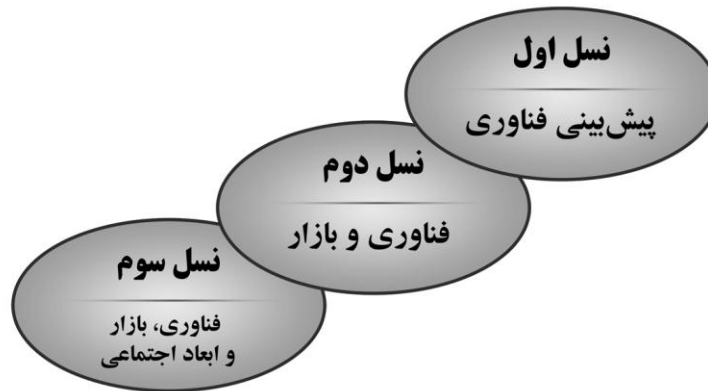 نسل اول
پیش‌بینی فناوری
نسل دوم
فناوری و بازار
نسل سوم
فناوری، بازار
و ابعاد اجتماعی